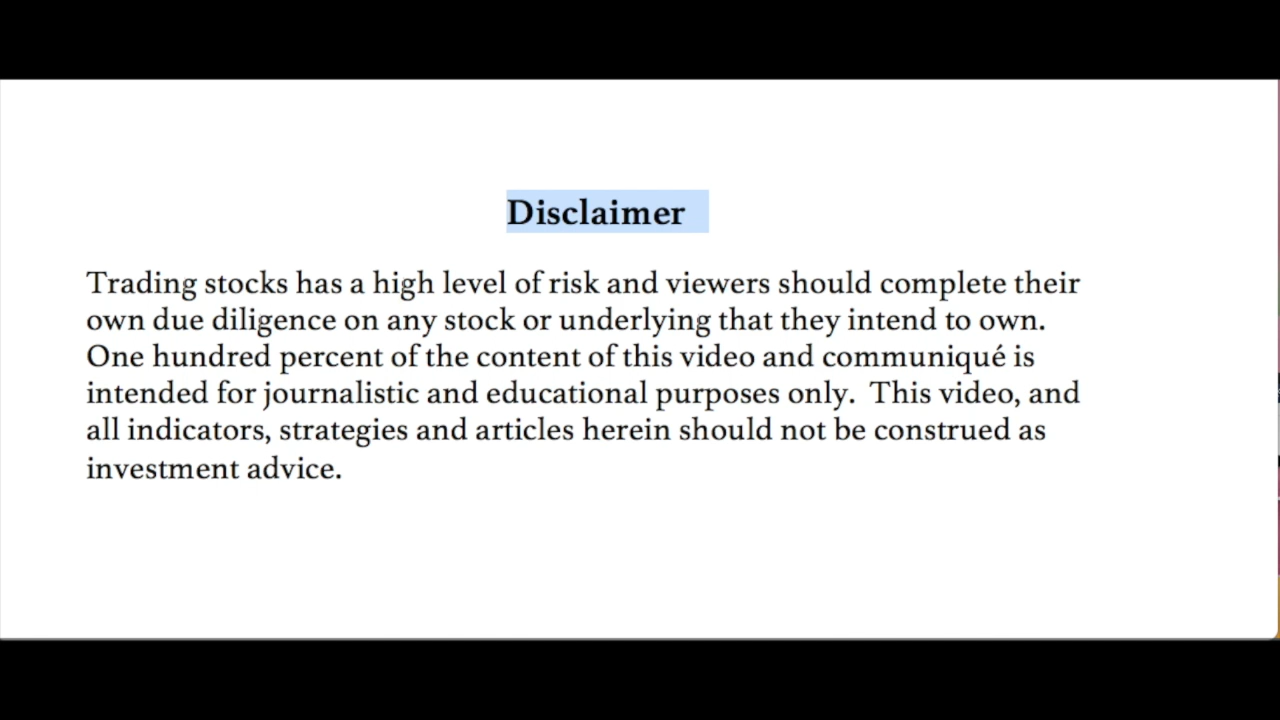 Disclaimer
Trading stocks has a high level of risk and viewers should complete their
own due diligence on any stock or underlying that they intend to own.
One hundred percent of the content of this video and communiqué is
intended for journalistic and educational purposes only.  This video, and
all indicators, strategies and articles herein should not be construed as
investment advice.